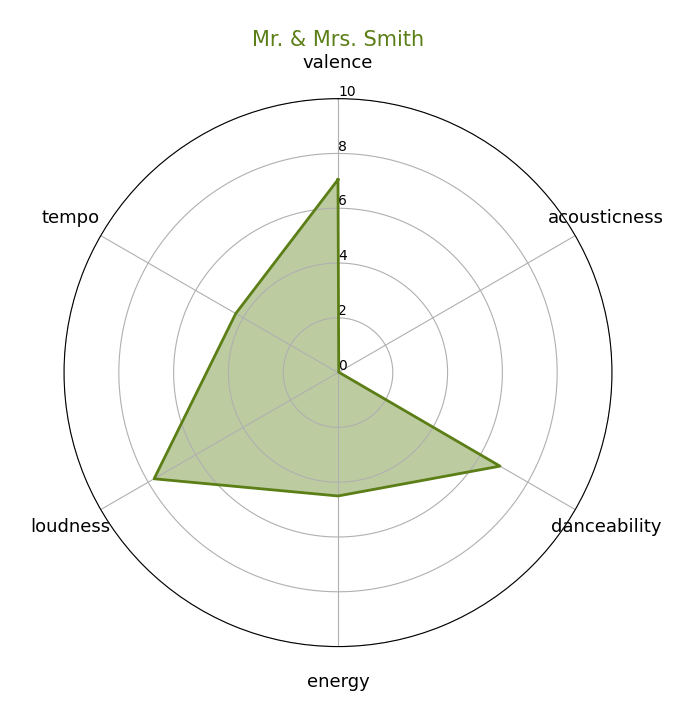 Mr. & Mrs. Smith
valence
10
8
tempo
6
acousticness
4
2
0
loudness
danceability
energy